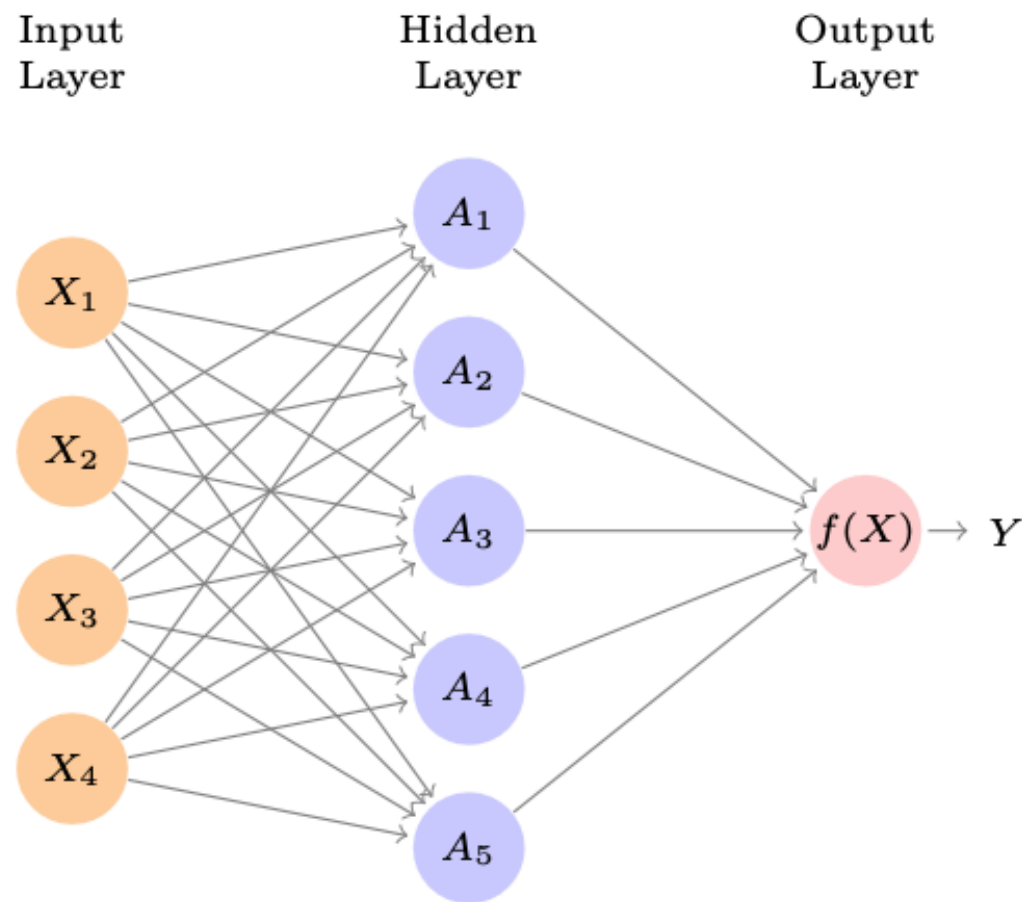 Input
Layer
Hidden
Layer
Output
Layer
X₁
X₂
X₃
X₄
A₁
A₂
A₃
A₄
A₅
f(X)
Y